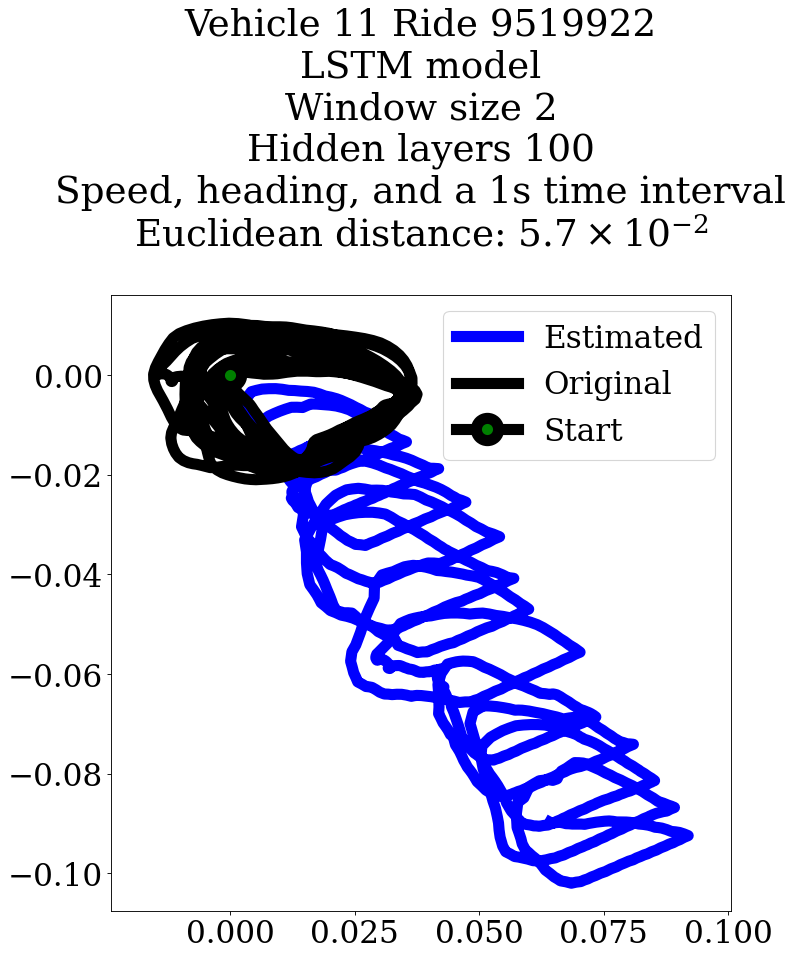 Vehicle 11 Ride 9519922
LSTM model
Window size 2
Hidden layers 100
Speed, heading, and a 1s time interval
Euclidean distance: 5.7 × 10⁻²
Estimated
Original
Start
0.00
−0.02
−0.04
−0.06
−0.08
−0.10
0.000 0.025 0.050 0.075 0.100